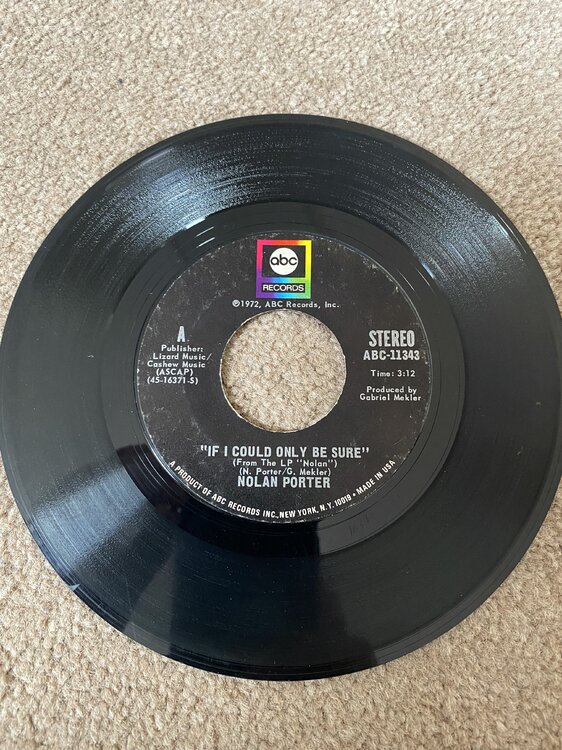 abc
RECORDS
℗1972, ABC Records, Inc.
A
Publisher:
Lizard Music/
Cashew Music
(ASCAP)
(45-16371-S)
STEREO
ABC-11343
Time: 3:12
Produced by
Gabriel Mekler
"IF I COULD ONLY BE SURE"
(From The LP "Nolan")
(N. Porter/G. Mekler)
NOLAN PORTER
A PRODUCT OF ABC RECORDS INC., NEW YORK, N.Y. 10019 • MADE IN USA